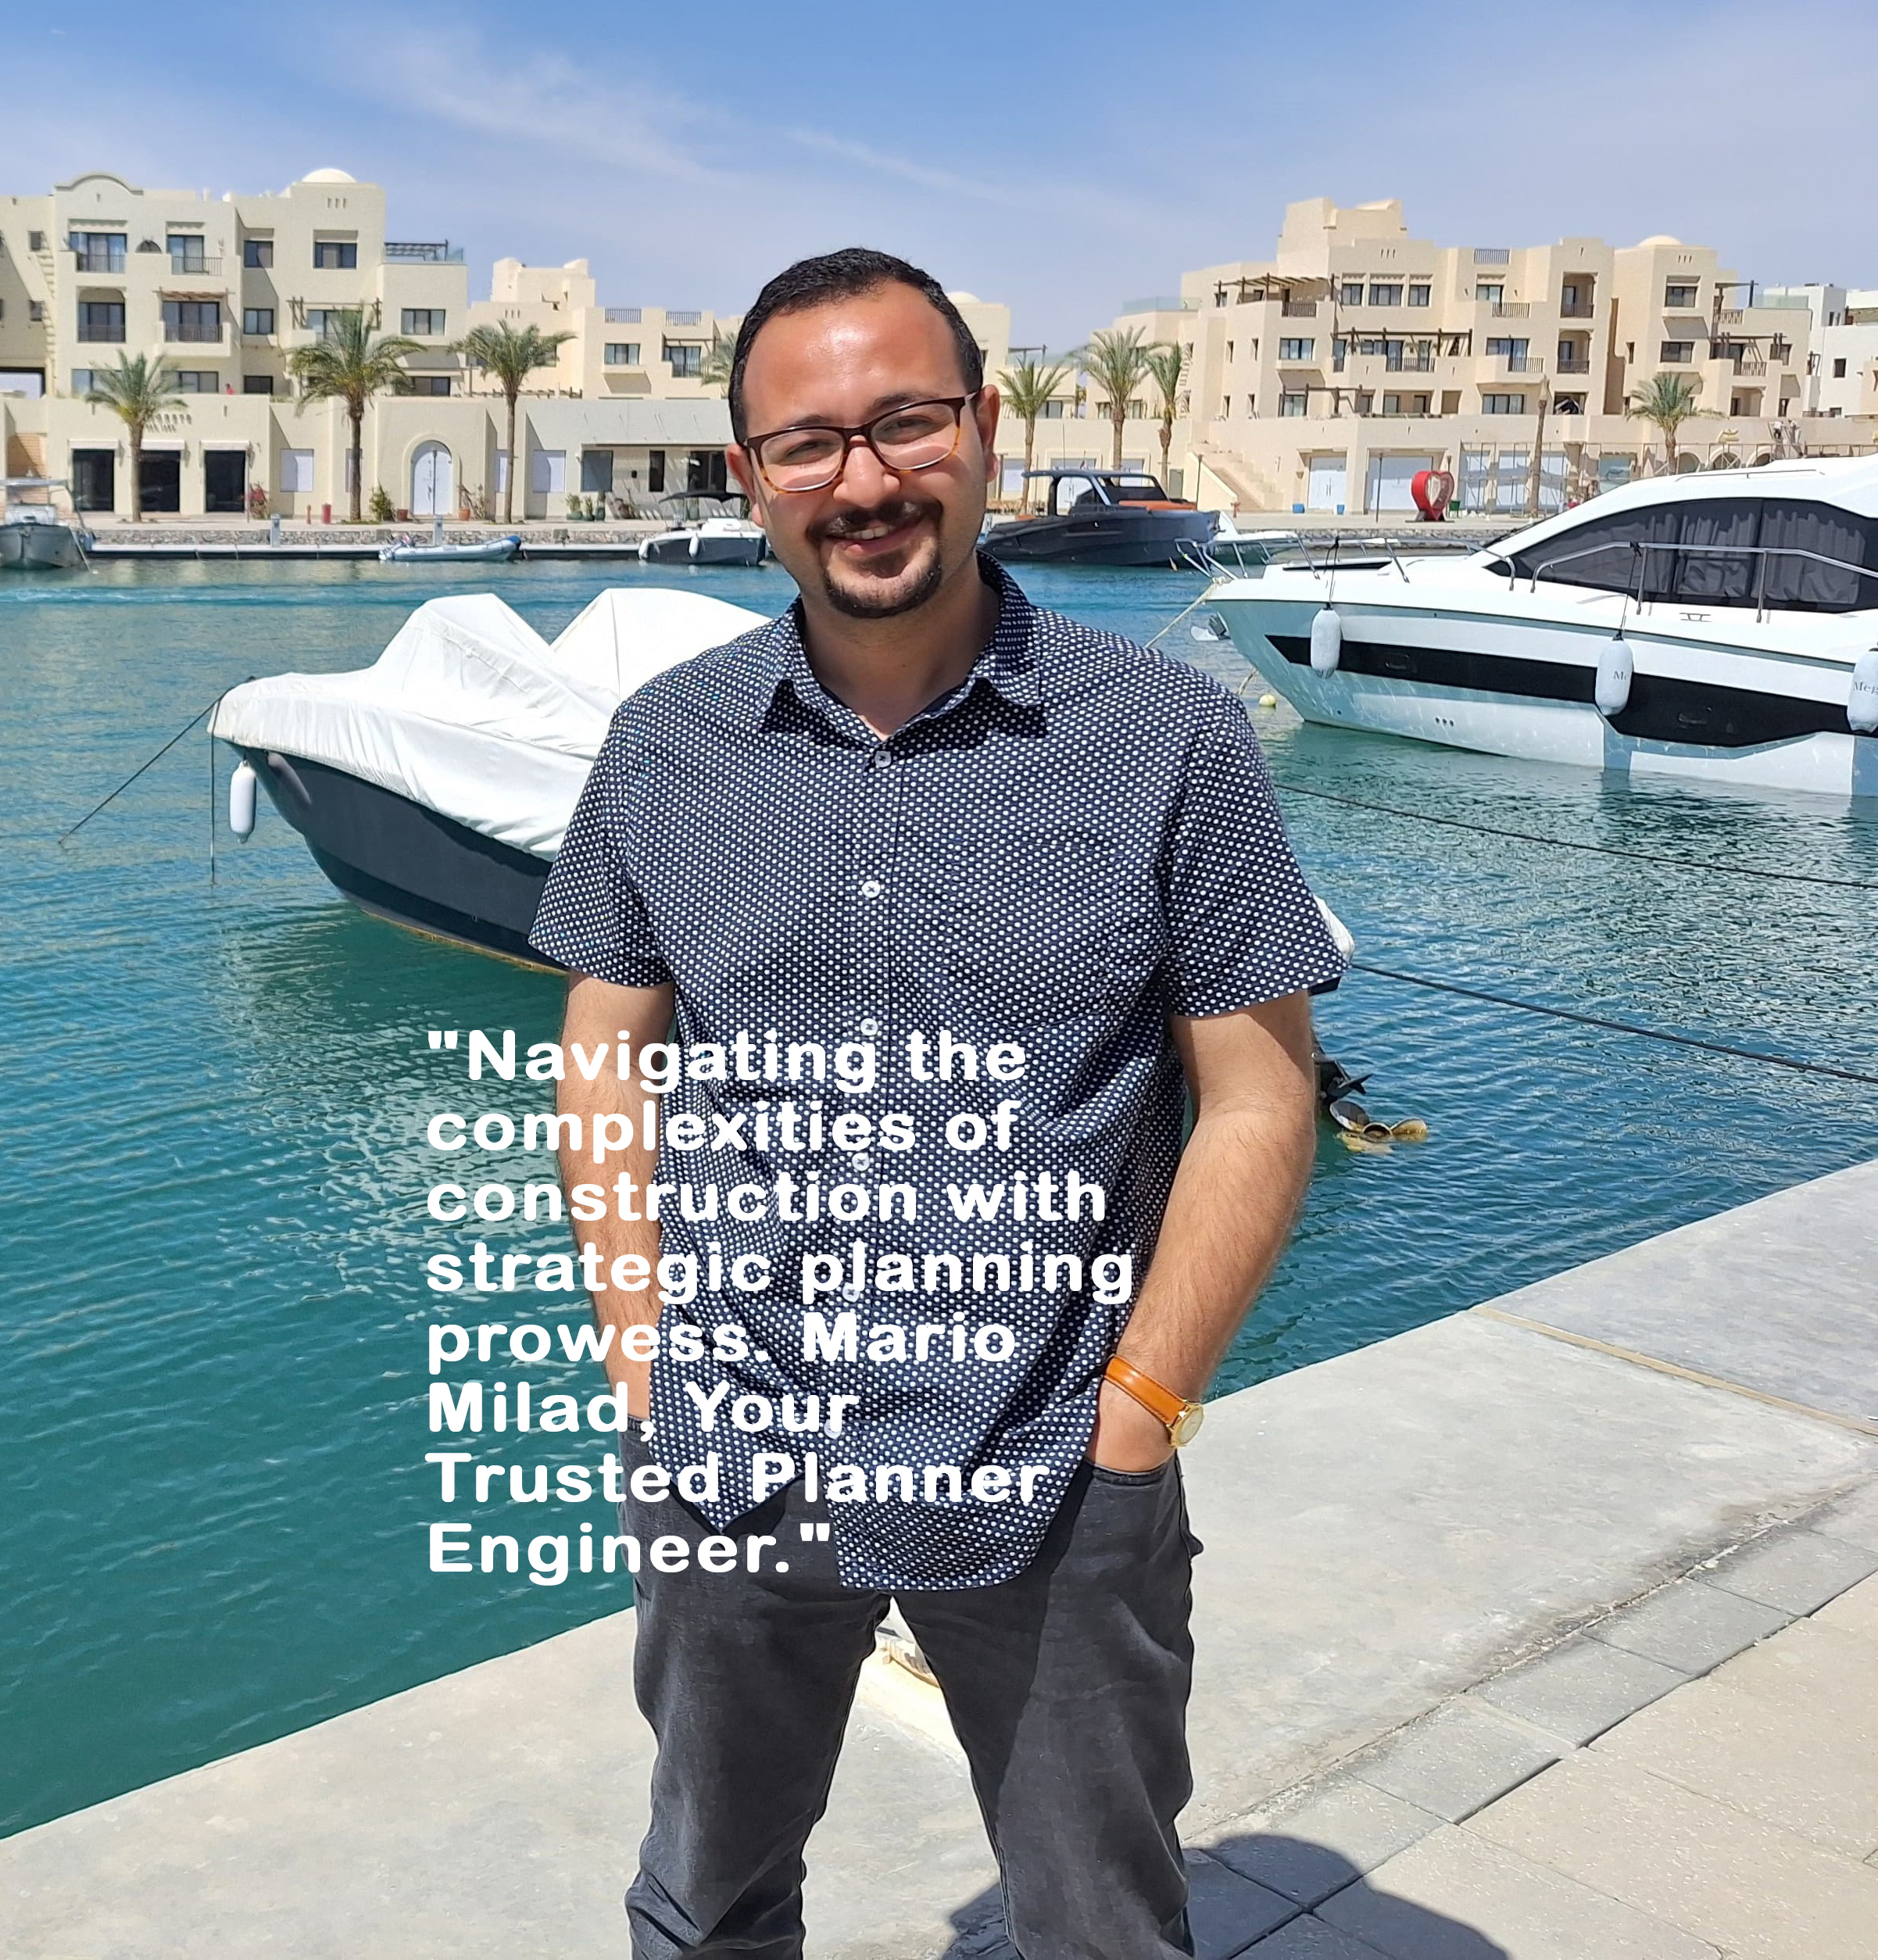 "Navigating the
complexities of
construction with
strategic planning
prowess. Mario
Milad, Your
Trusted Planner
Engineer."